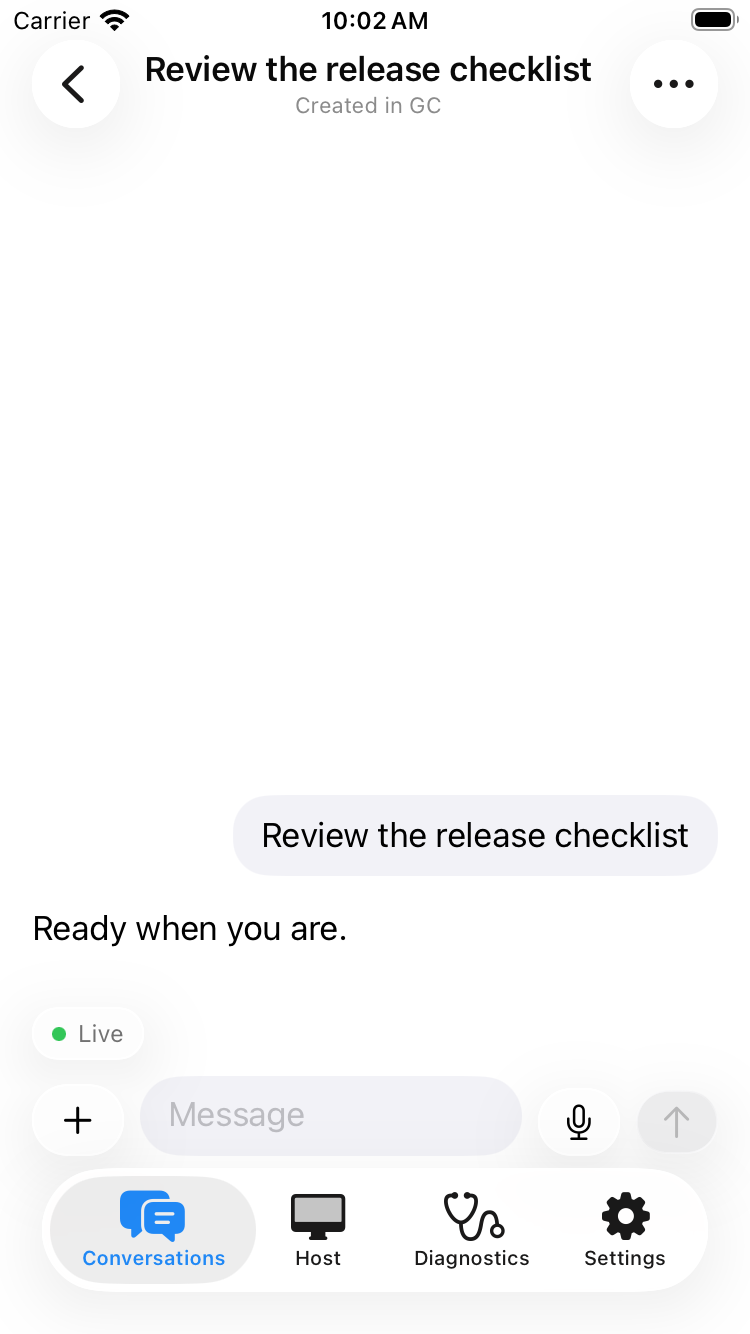 Carrier 10:02 AM
Review the release checklist
Created in GC
Review the release checklist
Ready when you are.
Live
Message
Conversations Host Diagnostics Settings